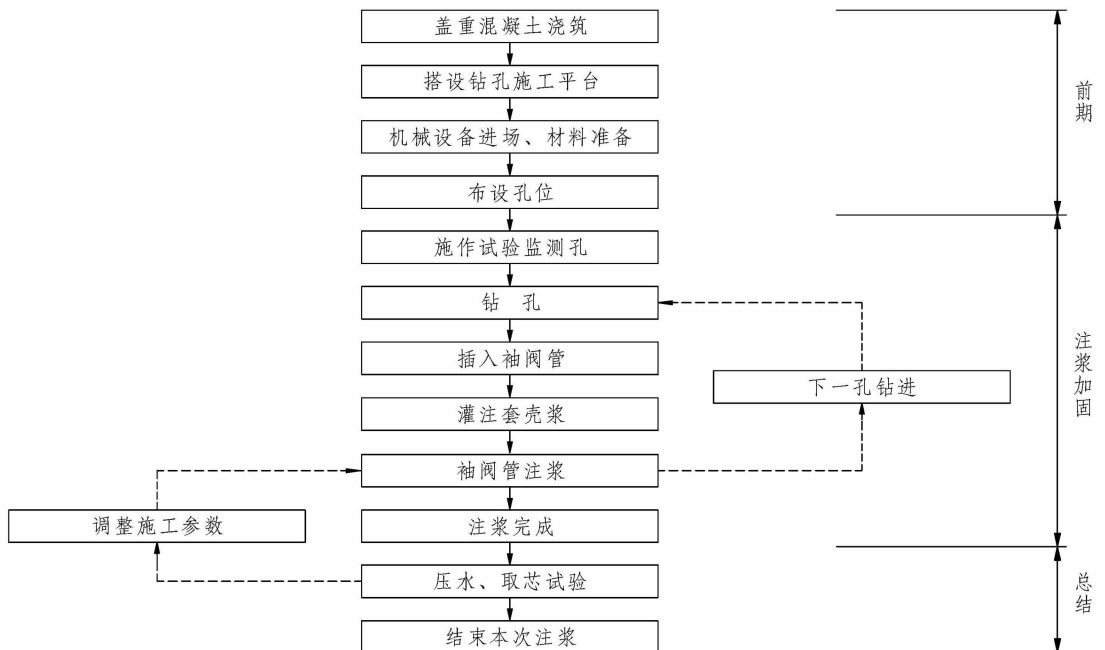 盖重混凝土浇筑
搭设钻孔施工平台
机械设备进场、材料准备
布设孔位
施作试验监测孔
钻 孔
插入袖阀管
灌注套壳浆
袖阀管注浆
注浆完成
压水、取芯试验
结束本次注浆
下一孔钻进
调整施工参数
前期
注浆加固
总结